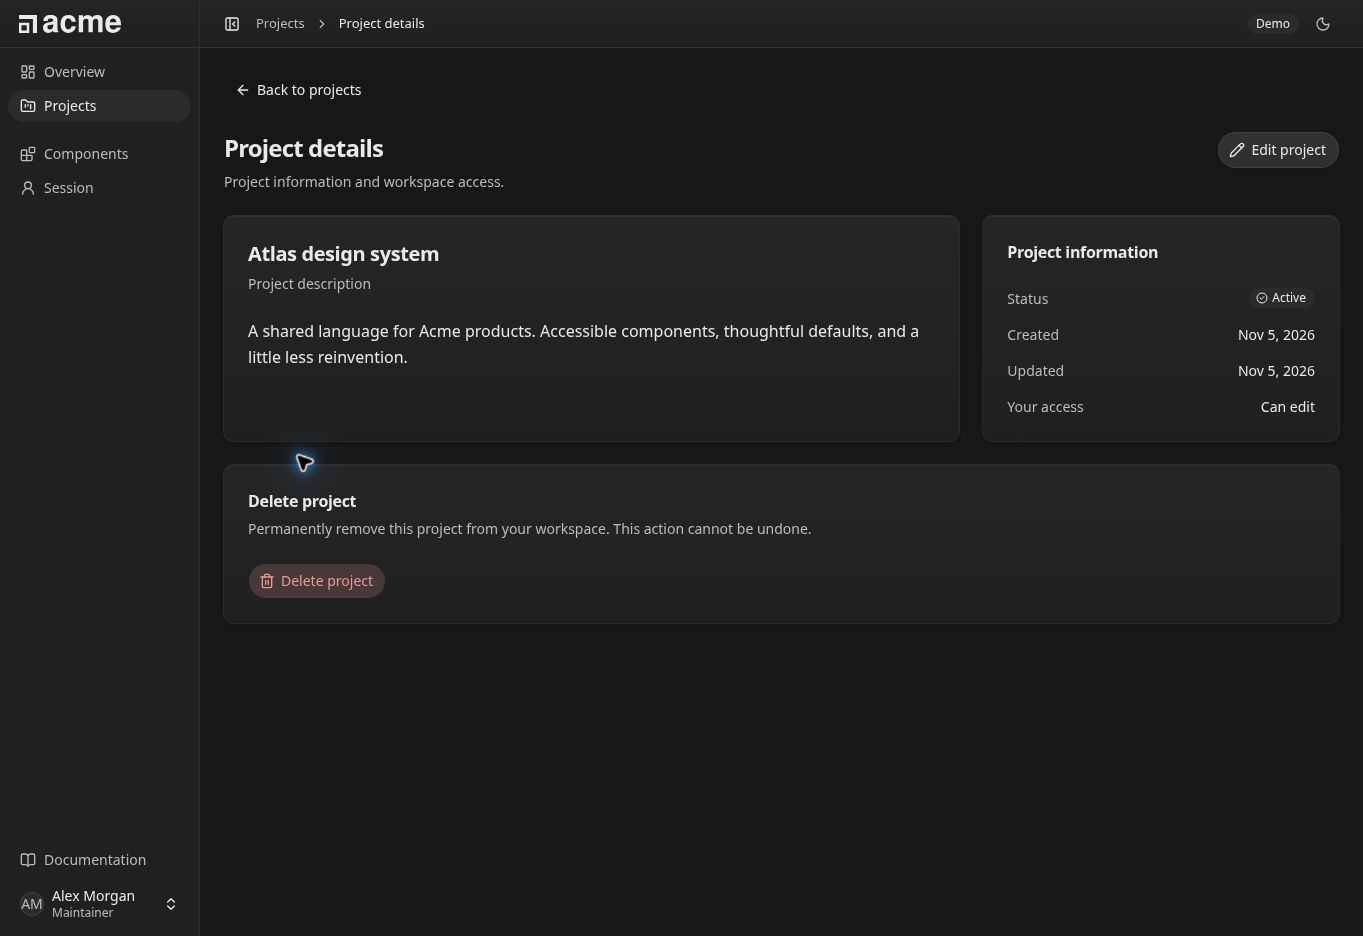 acme
Projects
Project details
Demo
Overview
Projects
Components
Session
Back to projects
Project details
Edit project
Project information and workspace access.
Atlas design system
Project description
A shared language for Acme products. Accessible components, thoughtful defaults, and a
little less reinvention.
Project information
Status
Active
Created
Nov 5, 2026
Updated
Nov 5, 2026
Your access
Can edit
Delete project
Permanently remove this project from your workspace. This action cannot be undone.
Delete project
Documentation
AM
Alex Morgan
Maintainer